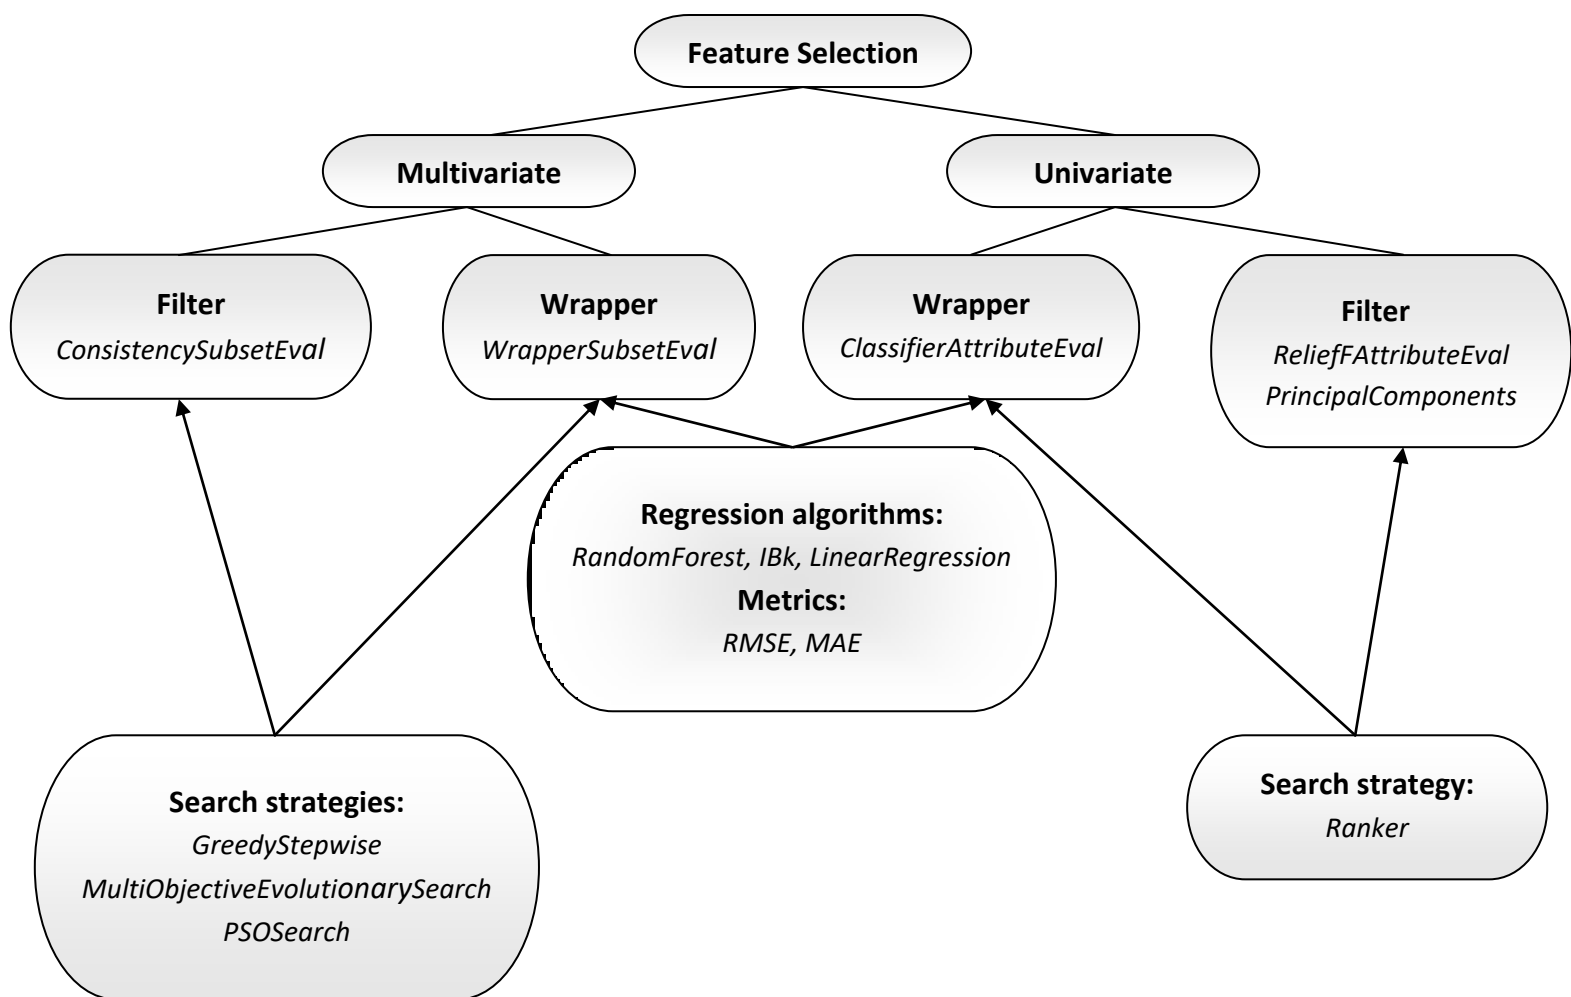 Feature Selection
Multivariate
Univariate
Filter
ConsistencySubsetEval
Wrapper
WrapperSubsetEval
Wrapper
ClassifierAttributeEval
Filter
ReliefFAttributeEval
PrincipalComponents
Regression algorithms:
RandomForest, IBk, LinearRegression
Metrics:
RMSE, MAE
Search strategies:
GreedyStepwise
MultiObjectiveEvolutionarySearch
PSOSearch
Search strategy:
Ranker